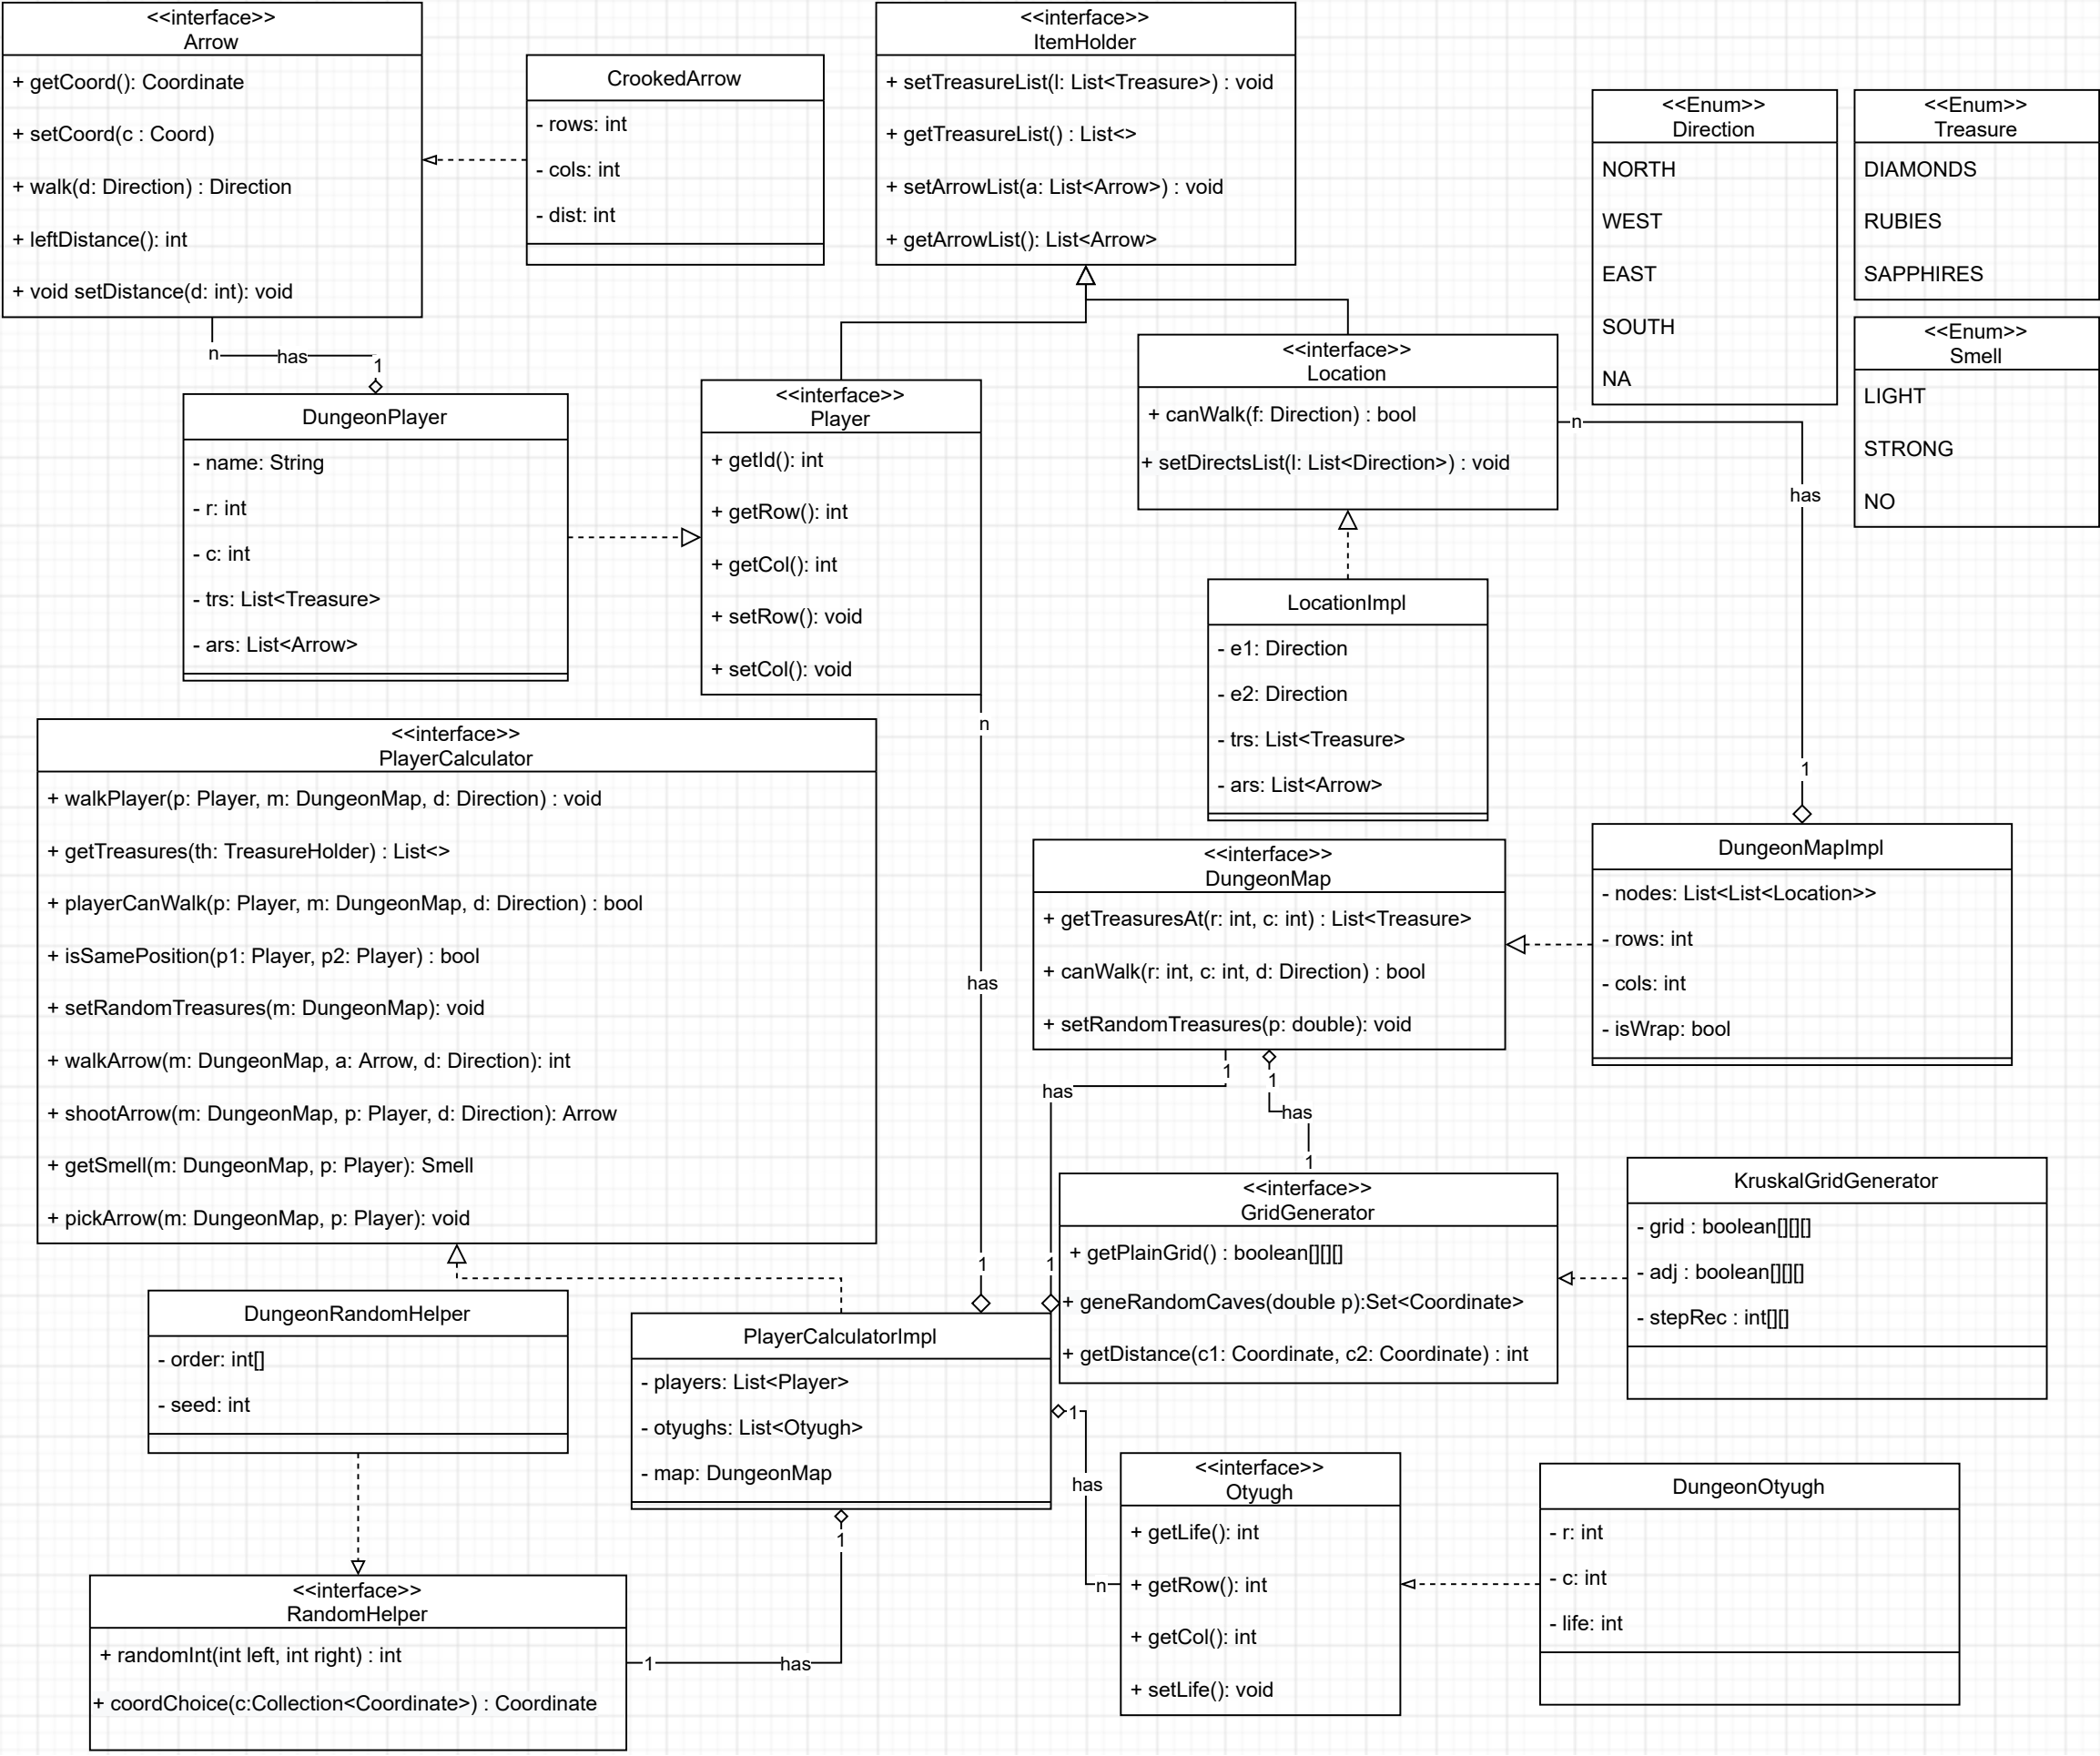 <<interface>>
Arrow
+ getCoord(): Coordinate
+ setCoord(c : Coord)
+ walk(d: Direction) : Direction
+ leftDistance(): int
+ void setDistance(d: int): void
CrookedArrow
- rows: int
- cols: int
- dist: int
<<interface>>
ItemHolder
+ setTreasureList(l: List<Treasure>) : void
+ getTreasureList() : List<>
+ setArrowList(a: List<Arrow>) : void
+ getArrowList(): List<Arrow>
<<Enum>>
Direction
NORTH
WEST
EAST
SOUTH
NA
<<Enum>>
Treasure
DIAMONDS
RUBIES
SAPPHIRES
<<Enum>>
Smell
LIGHT
STRONG
NO
n
has
1
DungeonPlayer
- name: String
- r: int
- c: int
- trs: List<Treasure>
- ars: List<Arrow>
<<interface>>
Player
+ getId(): int
+ getRow(): int
+ getCol(): int
+ setRow(): void
+ setCol(): void
<<interface>>
Location
+ canWalk(f: Direction) : bool
+ setDirectsList(l: List<Direction>) : void
n
has
1
LocationImpl
- e1: Direction
- e2: Direction
- trs: List<Treasure>
- ars: List<Arrow>
n
has
1
<<interface>>
PlayerCalculator
+ walkPlayer(p: Player, m: DungeonMap, d: Direction) : void
+ getTreasures(th: TreasureHolder) : List<>
+ playerCanWalk(p: Player, m: DungeonMap, d: Direction) : bool
+ isSamePosition(p1: Player, p2: Player) : bool
+ setRandomTreasures(m: DungeonMap): void
+ walkArrow(m: DungeonMap, a: Arrow, d: Direction): int
+ shootArrow(m: DungeonMap, p: Player, d: Direction): Arrow
+ getSmell(m: DungeonMap, p: Player): Smell
+ pickArrow(m: DungeonMap, p: Player): void
<<interface>>
DungeonMap
+ getTreasuresAt(r: int, c: int) : List<Treasure>
+ canWalk(r: int, c: int, d: Direction) : bool
+ setRandomTreasures(p: double): void
DungeonMapImpl
- nodes: List<List<Location>>
- rows: int
- cols: int
- isWrap: bool
1
has
1
1
has
1
<<interface>>
GridGenerator
+ getPlainGrid() : boolean[][][]
+ geneRandomCaves(double p):Set<Coordinate>
+ getDistance(c1: Coordinate, c2: Coordinate) : int
KruskalGridGenerator
- grid : boolean[][][]
- adj : boolean[][][]
- stepRec : int[][]
DungeonRandomHelper
- order: int[]
- seed: int
PlayerCalculatorImpl
- players: List<Player>
- otyughs: List<Otyugh>
- map: DungeonMap
1
has
n
<<interface>>
Otyugh
+ getLife(): int
+ getRow(): int
+ getCol(): int
+ setLife(): void
DungeonOtyugh
- r: int
- c: int
- life: int
<<interface>>
RandomHelper
+ randomInt(int left, int right) : int
+ coordChoice(c:Collection<Coordinate>) : Coordinate
1
has
1